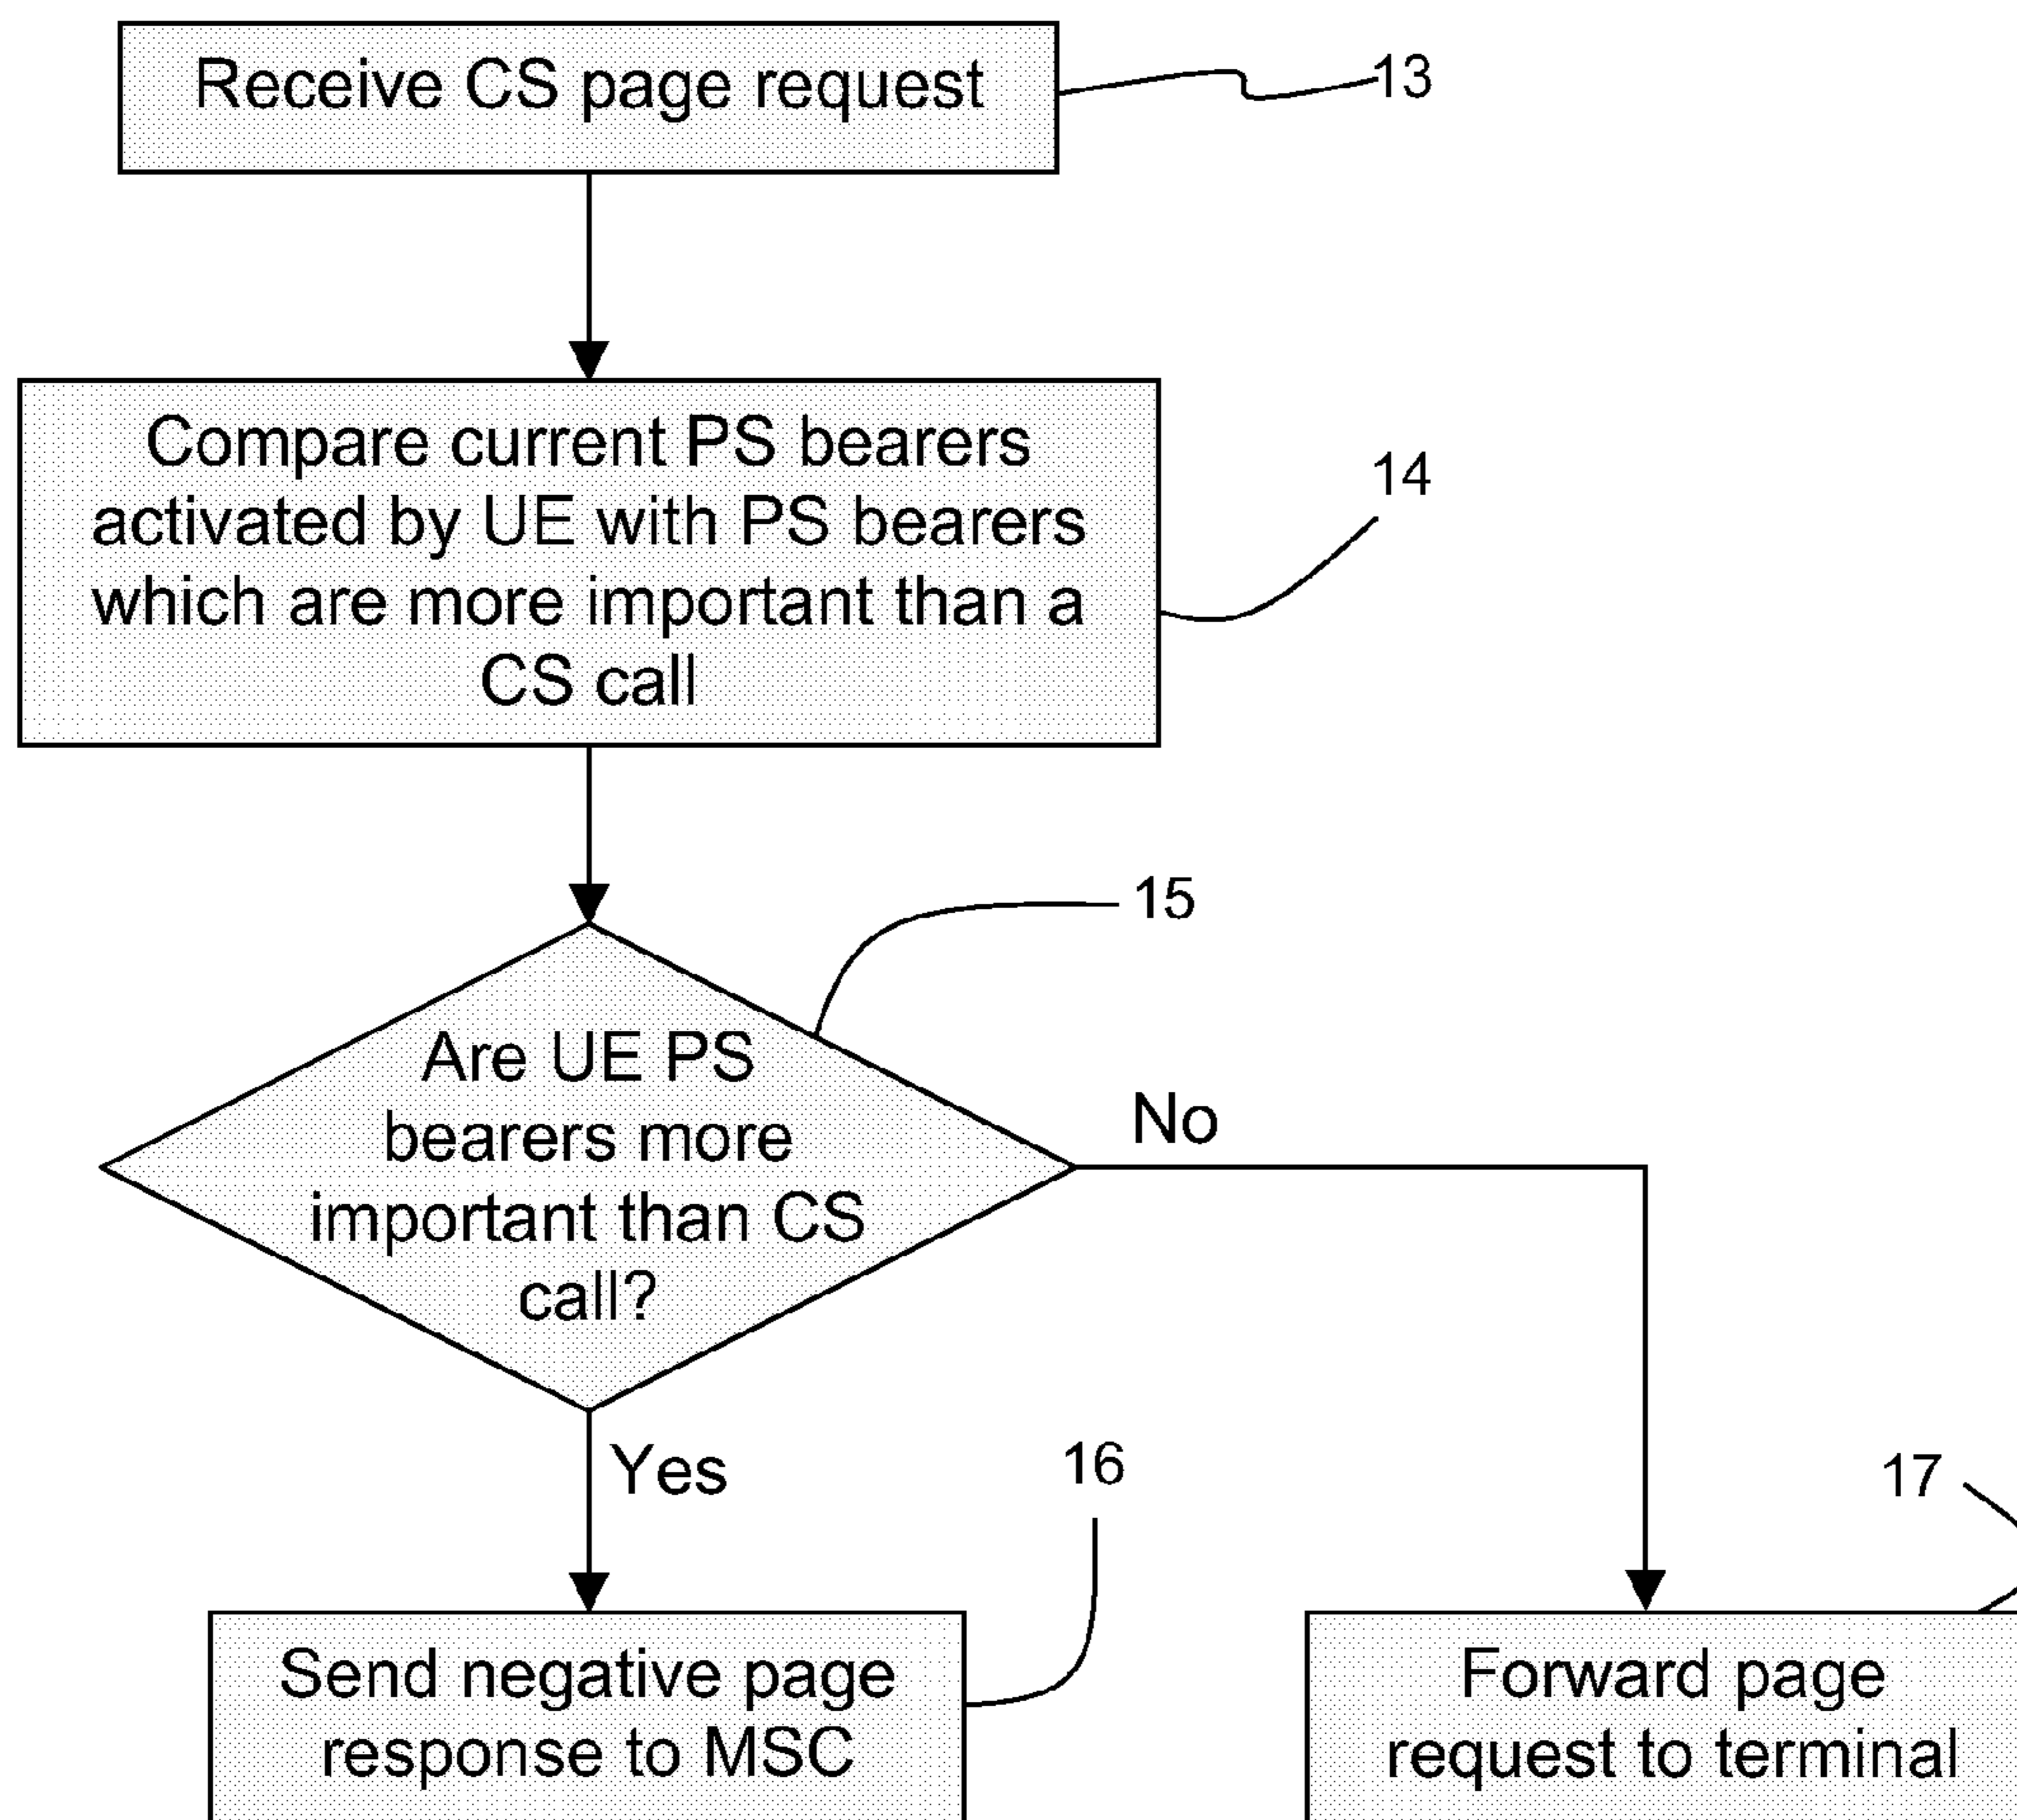 Receive CS page request
13
Compare current PS bearers
activated by UE with PS bearers
which are more important than a
CS call
14
15
Are UE PS
bearers more
important than CS
call?
No
Yes
16
17
Send negative page
response to MSC
Forward page
request to terminal